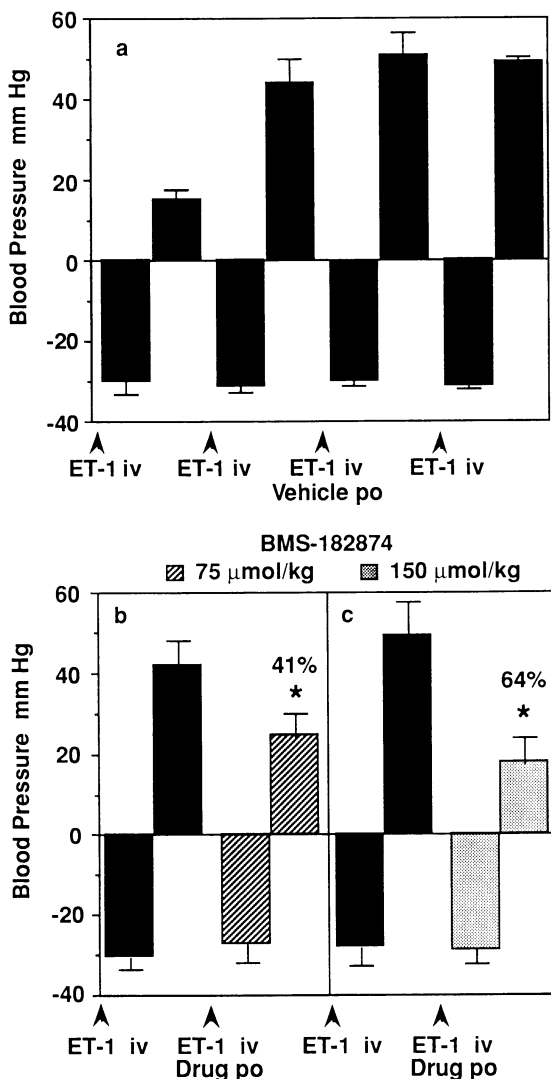 60
a
40
20
0
-20
-40
Blood Pressure mm Hg
ET-1 iv ET-1 iv ET-1 iv ET-1 iv
Vehicle po
BMS-182874
75 μmol/kg 150 μmol/kg
60
b c
40
20
0
-20
-40
Blood Pressure mm Hg
41%
*
64%
*
ET-1 iv ET-1 iv ET-1 iv ET-1 iv
Drug po Drug po